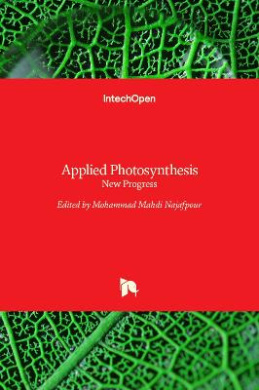 IntechOpen
Applied Photosynthesis
New Progress
Edited by Mohammad Mahdi Najafpour